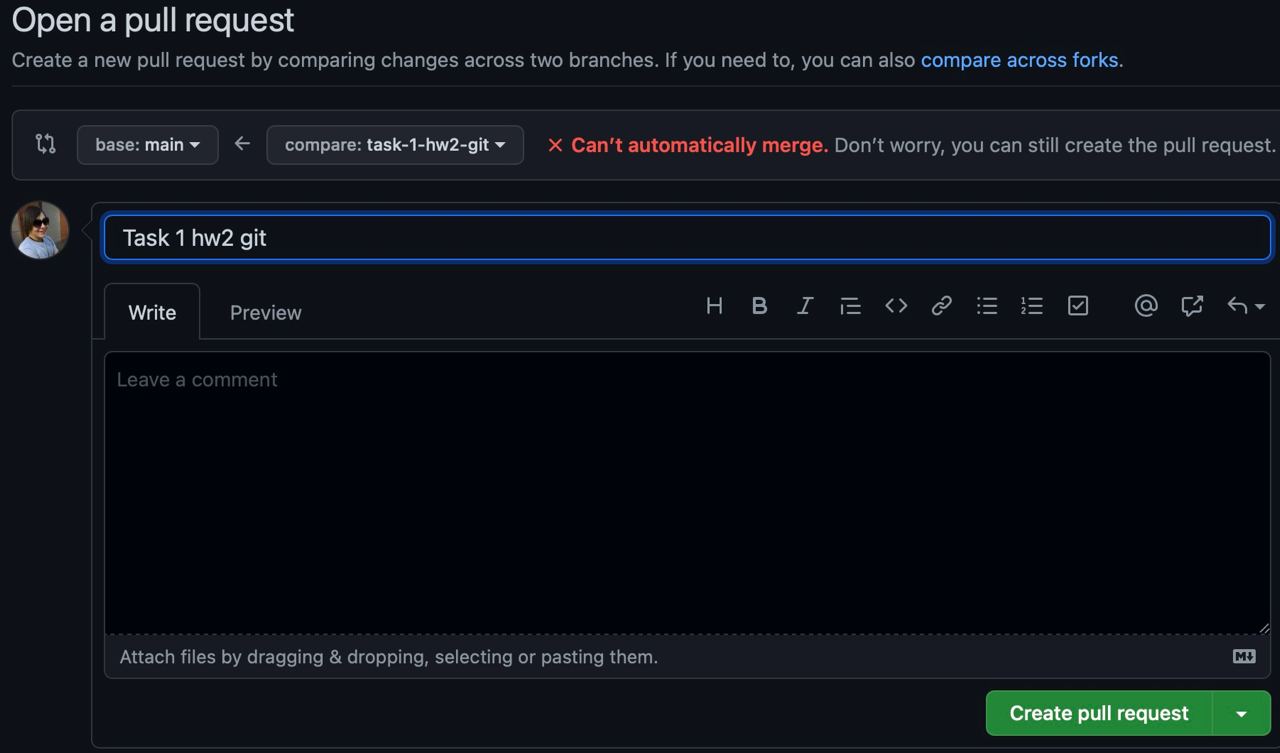 Open a pull request
Create a new pull request by comparing changes across two branches. If you need to, you can also compare across forks.
base: main
compare: task-1-hw2-git
Can’t automatically merge. Don’t worry, you can still create the pull request.
Task 1 hw2 git
Write
Preview
H B I
Leave a comment
Attach files by dragging & dropping, selecting or pasting them.
Create pull request